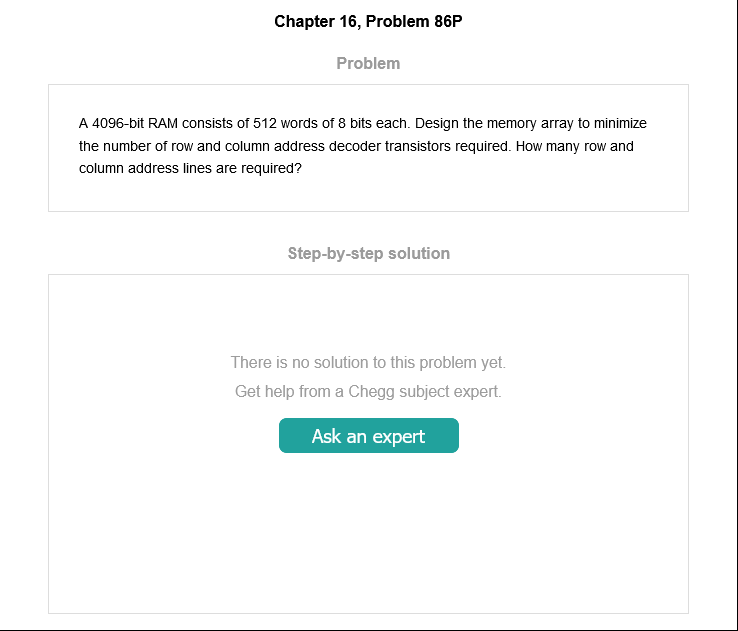 Chapter 16, Problem 86P
Problem
A 4096-bit RAM consists of 512 words of 8 bits each. Design the memory array to minimize
the number of row and column address decoder transistors required. How many row and
column address lines are required?
Step-by-step solution
There is no solution to this problem yet.
Get help from a Chegg subject expert.
Ask an expert